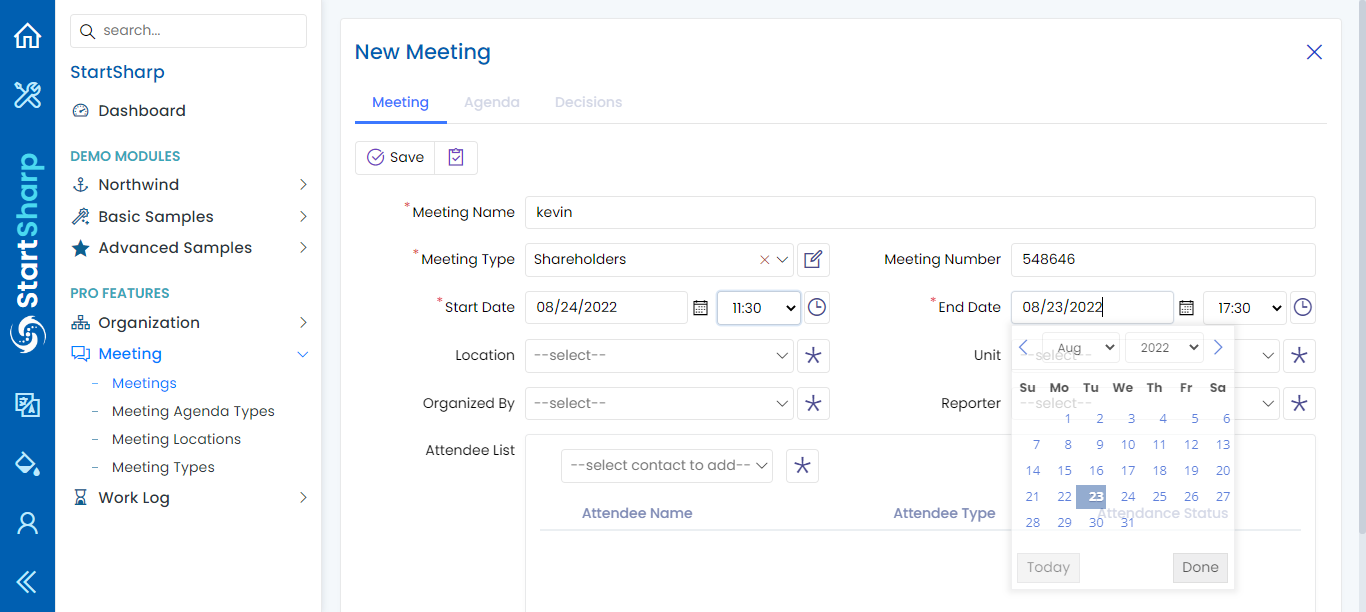 search...
StartSharp
StartSharp
Dashboard
DEMO MODULES
Northwind
Basic Samples
Advanced Samples
PRO FEATURES
Organization
Meeting
Meetings
Meeting Agenda Types
Meeting Locations
Meeting Types
Work Log
New Meeting
Meeting Agenda Decisions
Save
*Meeting Name kevin
*Meeting Type Shareholders Meeting Number 548646
*Start Date 08/24/2022 11:30 *End Date 08/23/2022 17:30
Location --select-- Unit --select--
Organized By --select-- Reporter --select--
Attendee List
--select contact to add--
Attendee Name Attendee Type Attendance Status
Aug 2022
Su Mo Tu We Th Fr Sa
1 2 3 4 5 6
7 8 9 10 11 12 13
14 15 16 17 18 19 20
21 22 23 24 25 26 27
28 29 30 31
Today Done